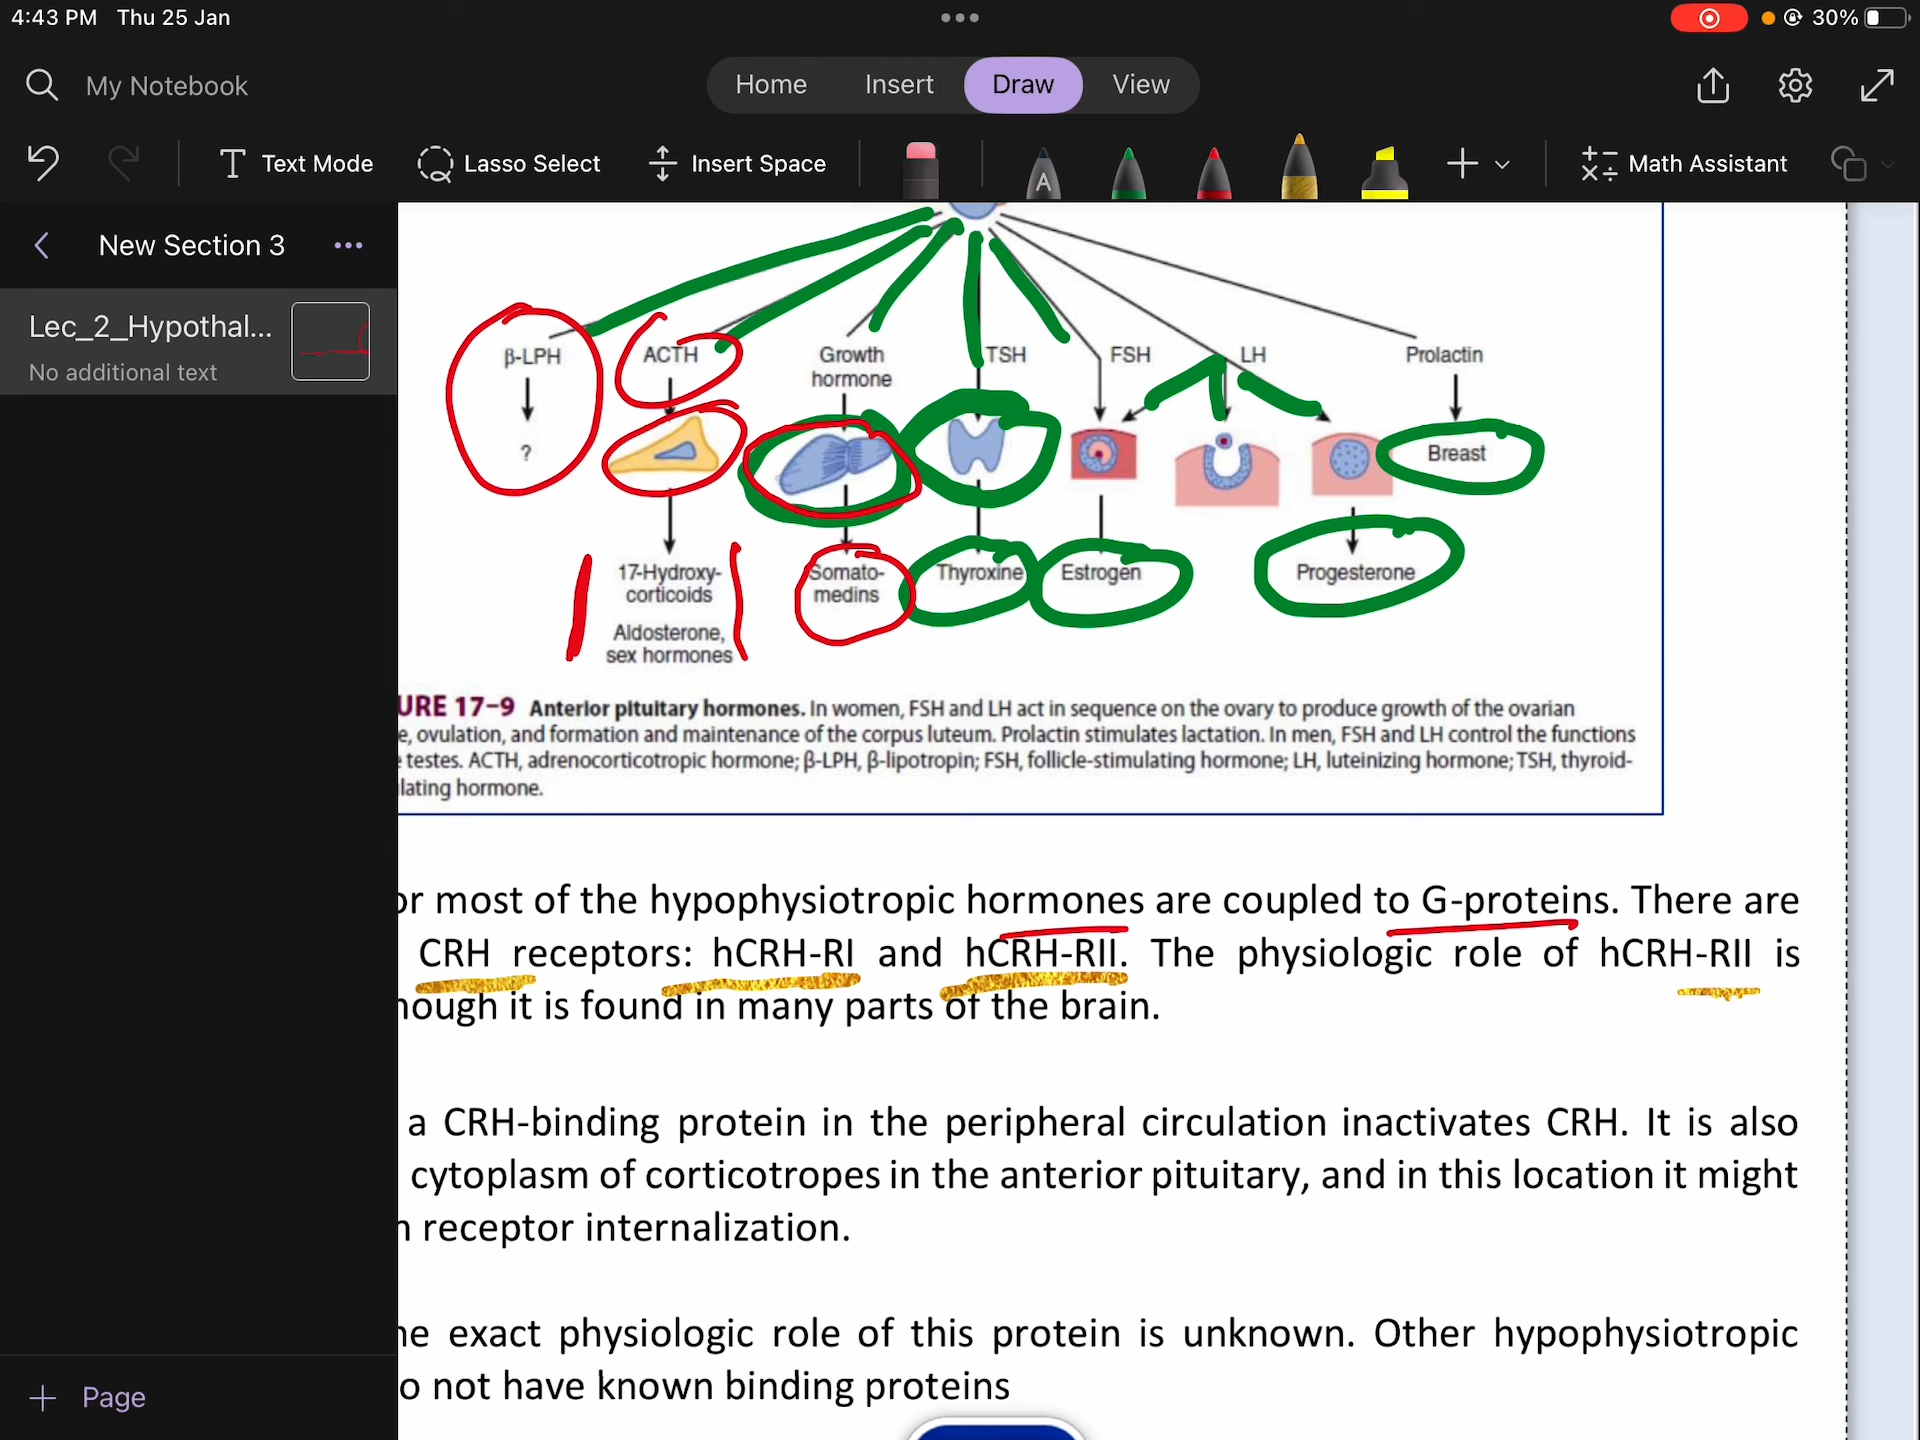 4:43 PM Thu 25 Jan
30%
My Notebook
Home Insert Draw View
Text Mode Lasso Select Insert Space A Math Assistant
New Section 3
Lec_2_Hypothal...
No additional text
Page
β-LPH ACTH Growth hormone TSH FSH LH Prolactin
? Breast
17-Hydroxy-
corticoids
Somato-
medins
Thyroxine Estrogen Progesterone
Aldosterone,
sex hormones
URE 17–9 Anterior pituitary hormones. In women, FSH and LH act in sequence on the ovary to produce growth of the ovarian
e, ovulation, and formation and maintenance of the corpus luteum. Prolactin stimulates lactation. In men, FSH and LH control the functions
testes. ACTH, adrenocorticotropic hormone; β-LPH, β-lipotropin; FSH, follicle-stimulating hormone; LH, luteinizing hormone; TSH, thyroid-
lating hormone.
or most of the hypophysiotropic hormones are coupled to G-proteins. There are
CRH receptors: hCRH-RI and hCRH-RII. The physiologic role of hCRH-RII is
hough it is found in many parts of the brain.
a CRH-binding protein in the peripheral circulation inactivates CRH. It is also
cytoplasm of corticotropes in the anterior pituitary, and in this location it might
receptor internalization.
he exact physiologic role of this protein is unknown. Other hypophysiotropic
o not have known binding proteins